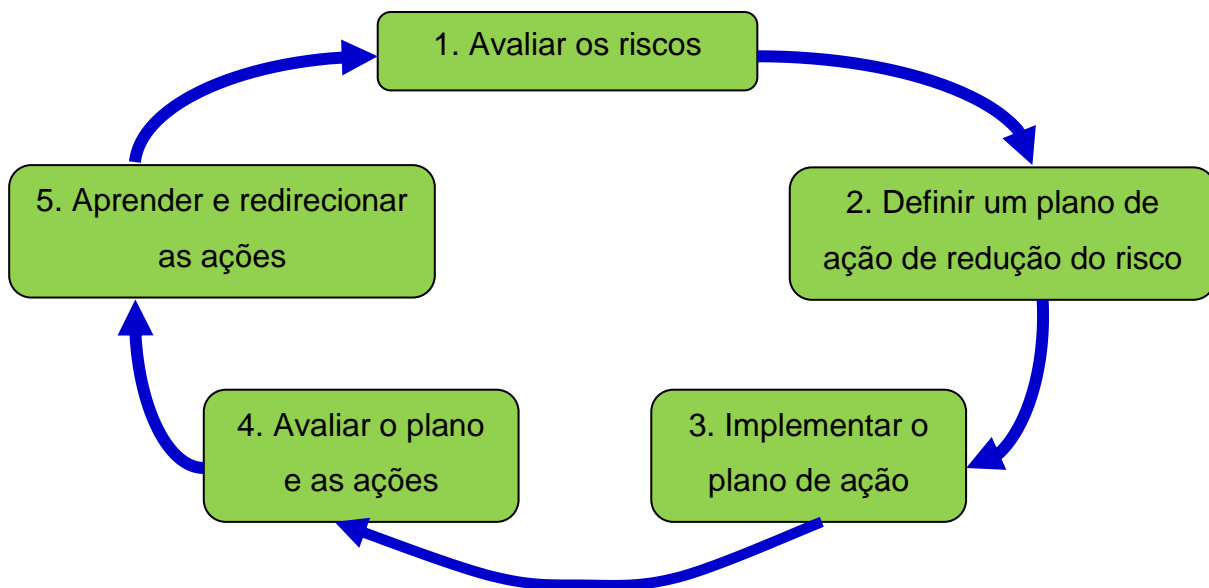 1. Avaliar os riscos
2. Definir um plano de
ação de redução do risco
3. Implementar o
plano de ação
4. Avaliar o plano
e as ações
5. Aprender e redirecionar
as ações